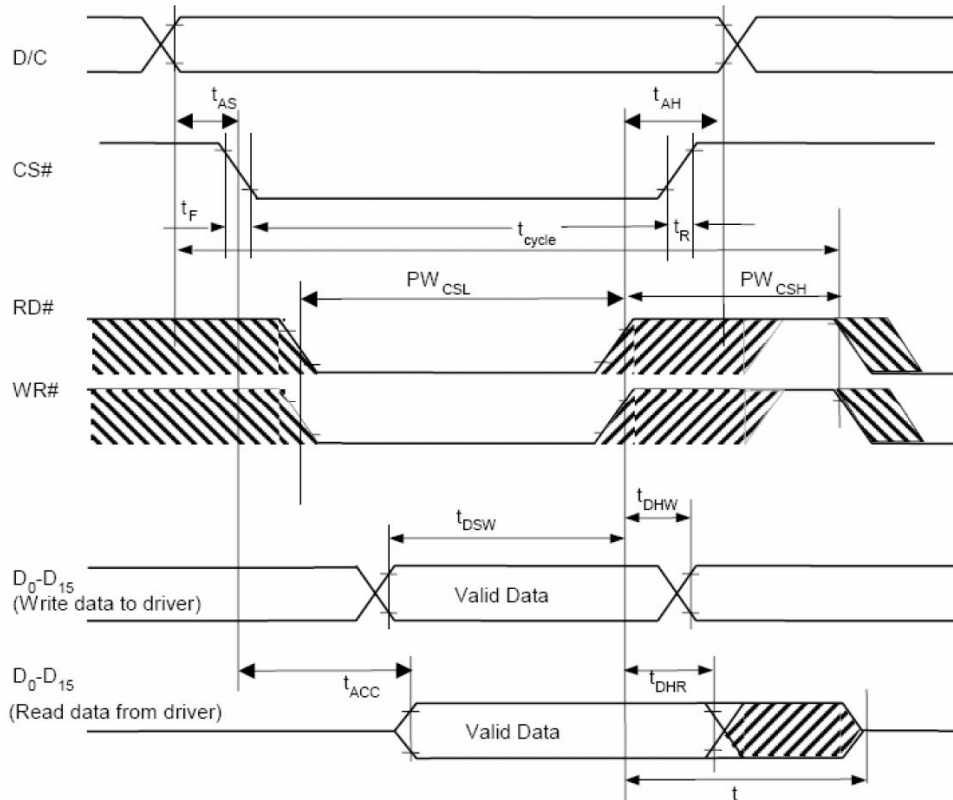 D/C
tAS
tAH
CS#
tF
tcycle
tR
PWCSL
PWCSH
RD#
WR#
tDSW
tDHW
D0-D15
(Write data to driver)
Valid Data
D0-D15
(Read data from driver)
tACC
tDHR
Valid Data
t